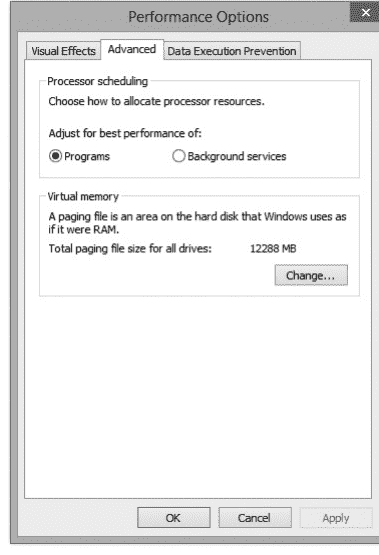 Performance Options
Visual Effects Advanced Data Execution Prevention
Processor scheduling
Choose how to allocate processor resources.
Adjust for best performance of:
Programs Background services
Virtual memory
A paging file is an area on the hard disk that Windows uses as
if it were RAM.
Total paging file size for all drives: 12288 MB
Change...
OK Cancel Apply